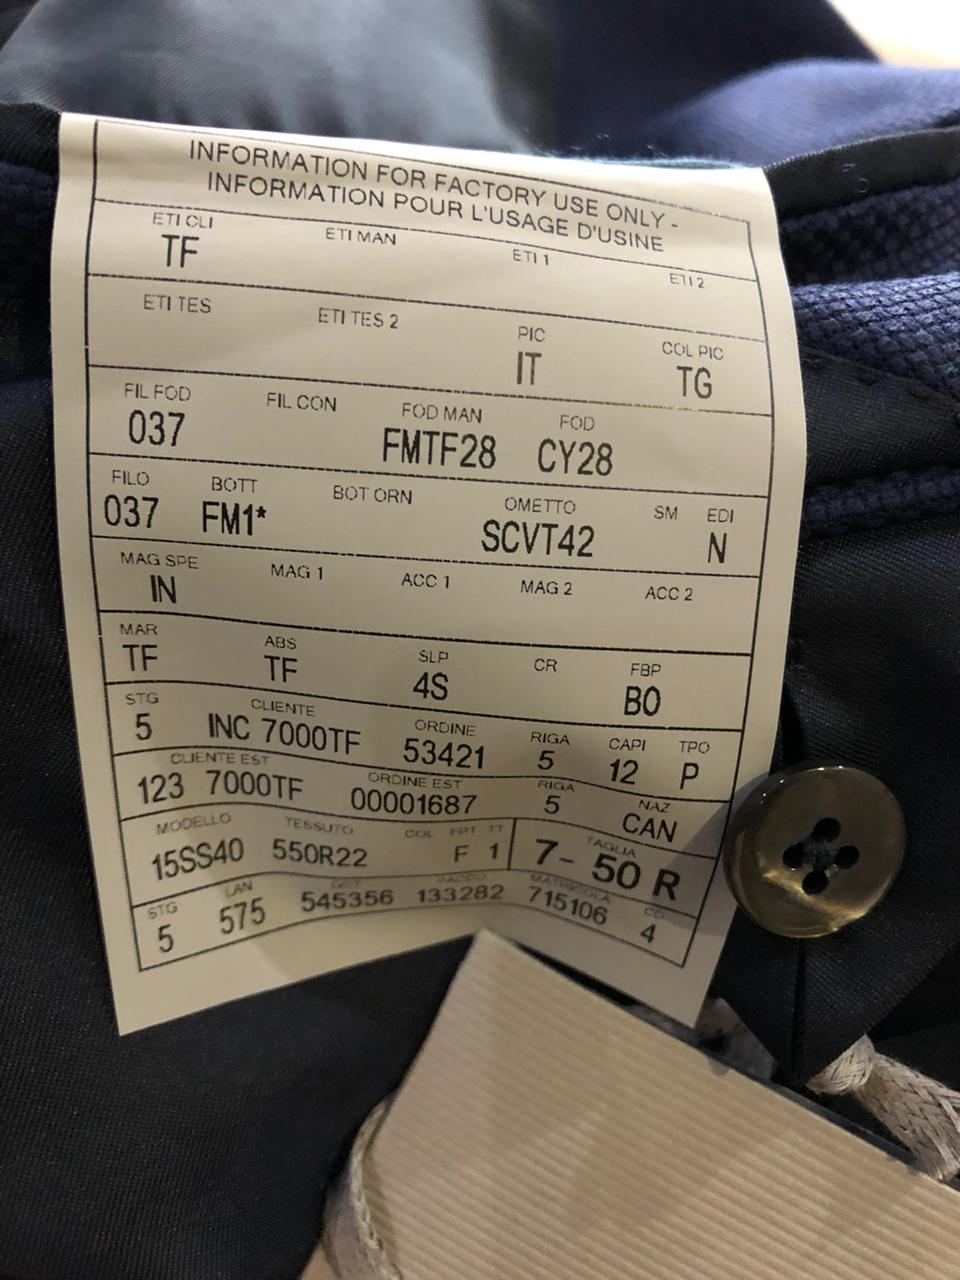 INFORMATION FOR FACTORY USE ONLY -
INFORMATION POUR L'USAGE D'USINE
ETI CLI ETI MAN ETI 1 ETI 2
TF
ETI TES ETI TES 2 PIC COL PIC
IT TG
FIL FOD FIL CON FOD MAN FOD
037 FMTF28 CY28
FILO BOTT BOT ORN OMETTO SM EDI
037 FM1* SCVT42 N
MAG SPE MAG 1 ACC 1 MAG 2 ACC 2
IN
MAR ABS SLP CR FBP
TF TF 4S BO
STG CLIENTE ORDINE RIGA CAPI TPO
5 INC 7000TF 53421 5 12 P
CLIENTE EST ORDINE EST RIGA NAZ
123 7000TF 00001687 5 CAN
MODELLO TESSUTO COL FPT TT TAGLIA
15SS40 550R22 F 1 7- 50 R
STG LAN PACCO MATRICOLA
5 575 545356 133282 715106 4